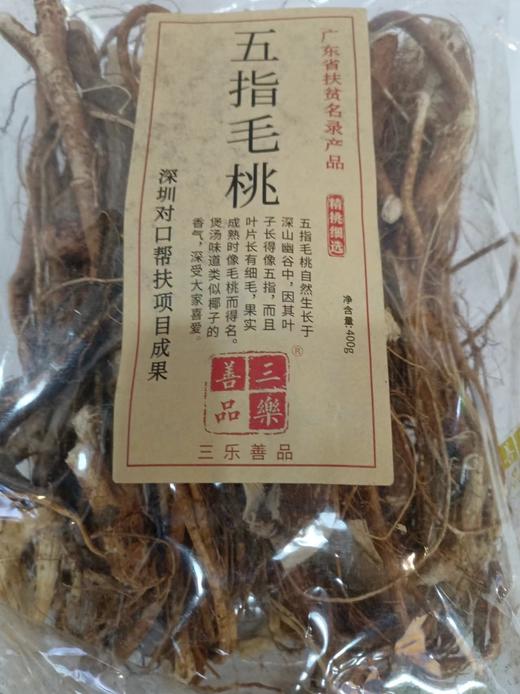 广东省扶贫名录产品
精桃细选
五指毛桃
深圳对口帮扶项目成果
五指毛桃自然生长于
深山幽谷中，因其叶
子长得像五指，而且
叶片长有细毛，果实
成熟时像毛桃而得名。
煲汤味道类似椰子的
香气，深受大家喜爱。
净含量：400g
三樂
善品
®
三乐善品